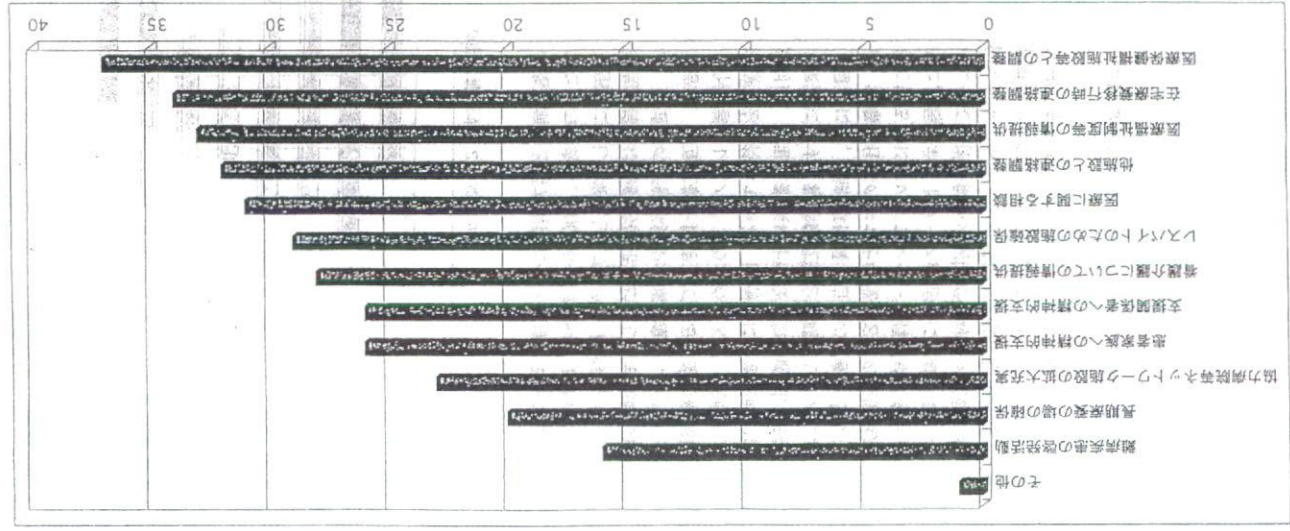 その他
難病疾患の啓発活動
長期療養の場の確保
協力病院等ネットワーク施設の拡大充実
患者家族への精神的支援
支援関係者への精神的支援
看護介護についての情報提供
レスパイトのための施設確保
医療に関する相談
他施設との連絡調整
医療福祉制度等の情報提供
在宅療養移行時の連絡調整
医療保健福祉施設等との調整
0 5 10 15 20 25 30 35 40